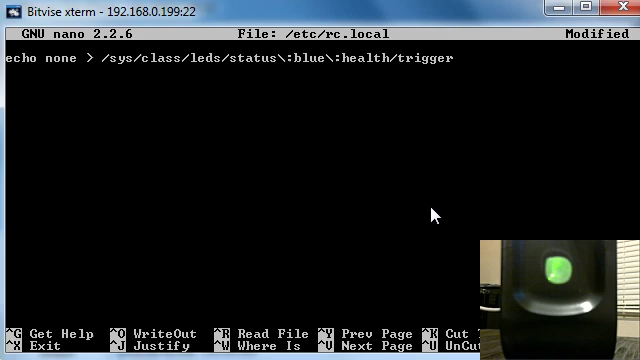 Bitvise xterm - 192.168.0.199:22
GNU nano 2.2.6 File: /etc/rc.local Modified
echo none > /sys/class/leds/status\:blue\:health/trigger
^G Get Help ^O WriteOut ^R Read File ^Y Prev Page ^K Cut
^X Exit ^J Justify ^W Where Is ^V Next Page ^U UnCut